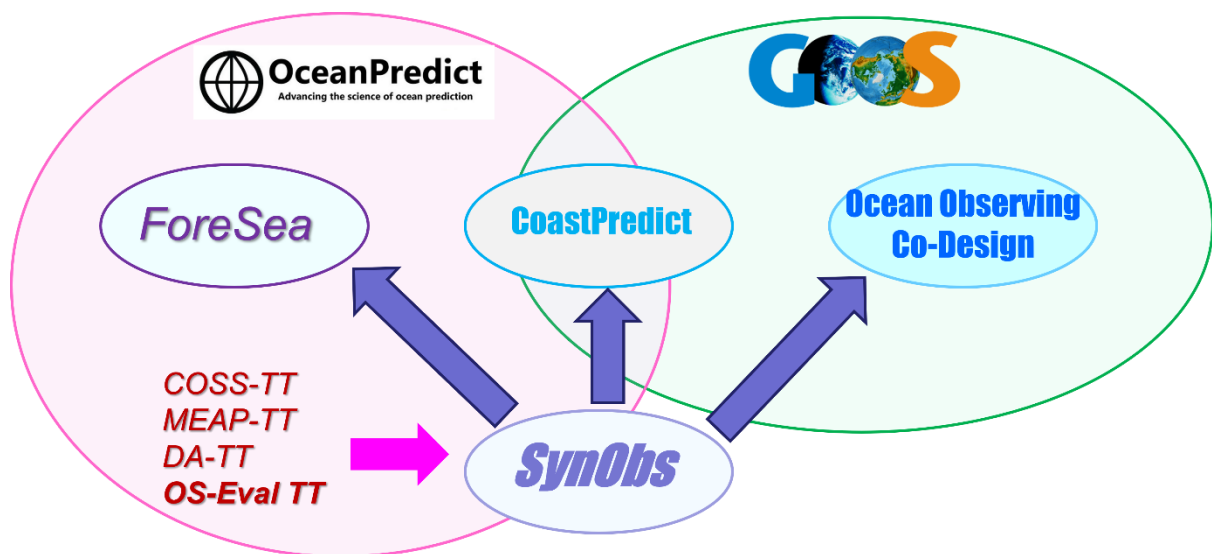 OceanPredict
Advancing the science of ocean prediction
GOOS
ForeSea
CoastPredict
Ocean Observing
Co-Design
COSS-TT
MEAP-TT
DA-TT
OS-Eval TT
SynObs